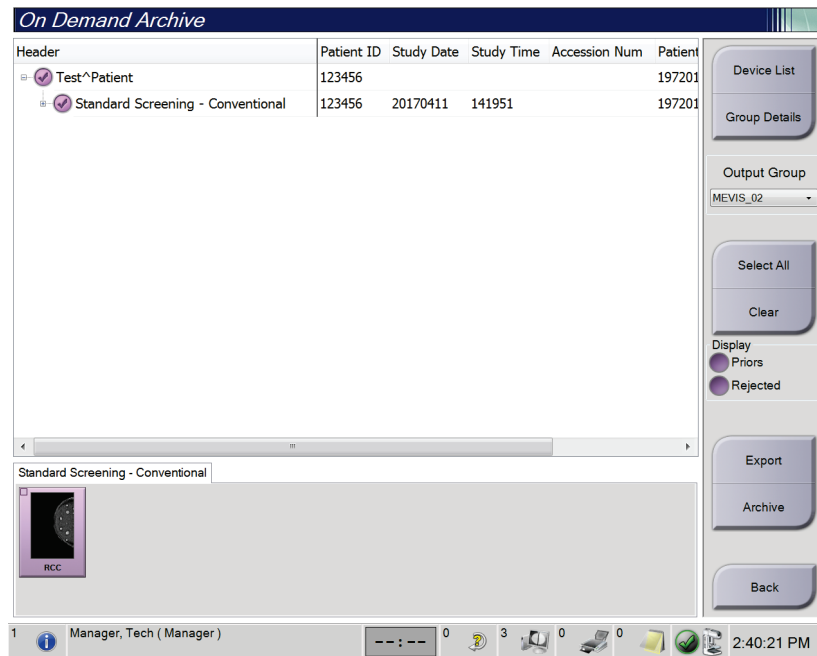 On Demand Archive
Header Patient ID Study Date Study Time Accession Num Patient
Test^Patient 123456 197201
Standard Screening - Conventional 123456 20170411 141951 197201
Device List
Group Details
Output Group
MEVIS_02
Select All
Clear
Display
Priors
Rejected
Export
Archive
Back
Standard Screening - Conventional
RCC
1 Manager, Tech ( Manager ) --:-- 0 3 0 0 2:40:21 PM